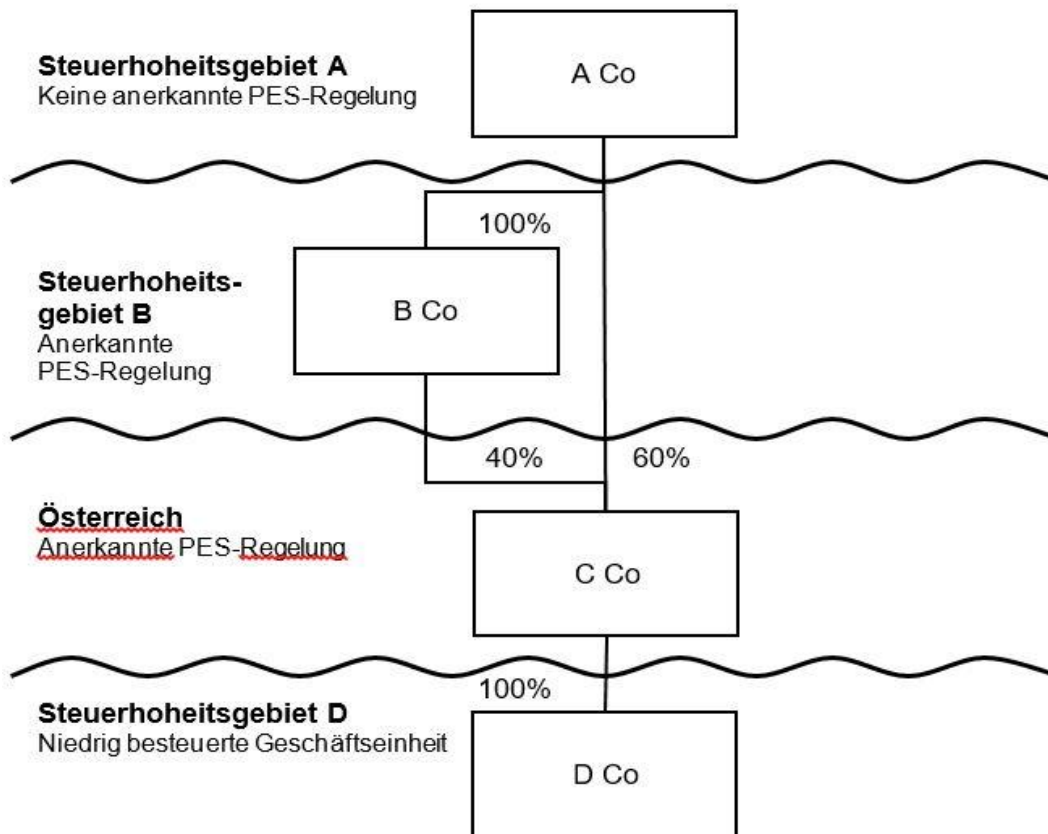 Steuerhoheitsgebiet A
Keine anerkannte PES-Regelung
A Co
100%
Steuerhoheits-
gebiet B
Anerkannte
PES-Regelung
B Co
40%
60%
Österreich
Anerkannte PES-Regelung
C Co
100%
Steuerhoheitsgebiet D
Niedrig besteuerte Geschäftseinheit
D Co